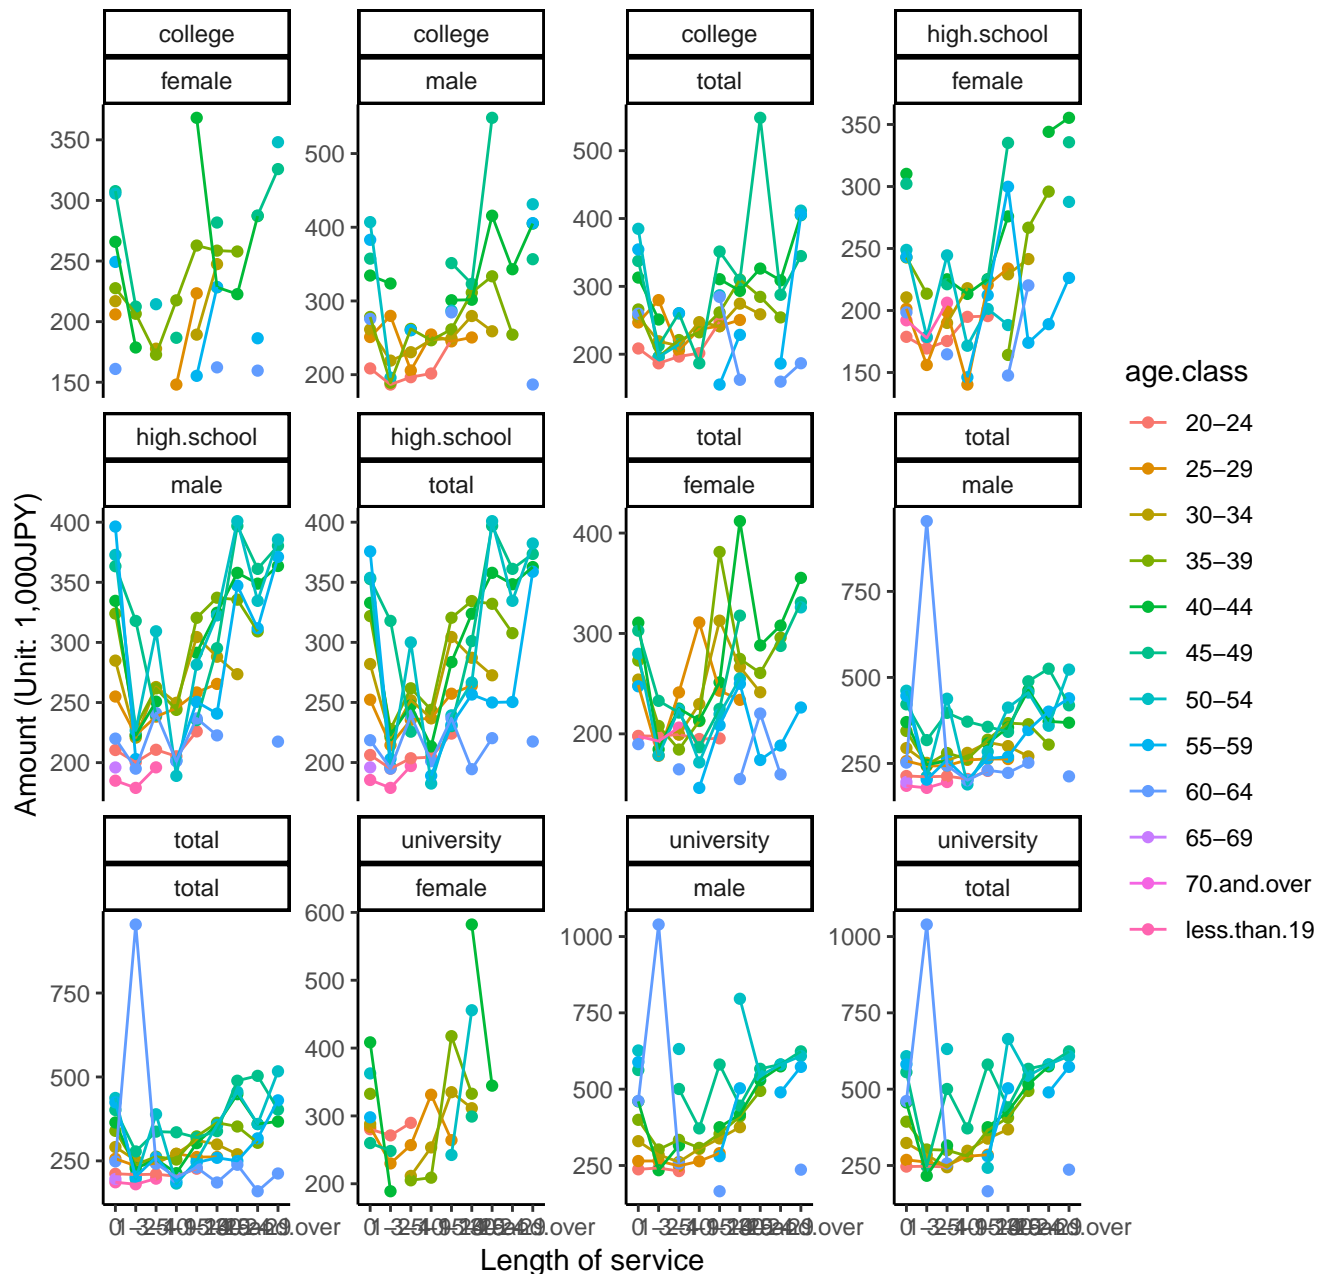 college
college
college
high.school
female
male
total
female
350
300
250
200
150
500
400
300
200
500
400
300
200
350
300
250
200
150
high.school
high.school
total
total
male
total
female
male
400
350
300
250
200
400
350
300
250
200
400
300
200
750
500
250
total
university
university
university
total
female
male
total
750
500
250
600
500
400
300
200
1000
750
500
250
1000
750
500
250
Length of service
Amount (Unit: 1,000JPY)
age.class
20−24
25−29
30−34
35−39
40−44
45−49
50−54
55−59
60−64
65−69
70.and.over
less.than.19